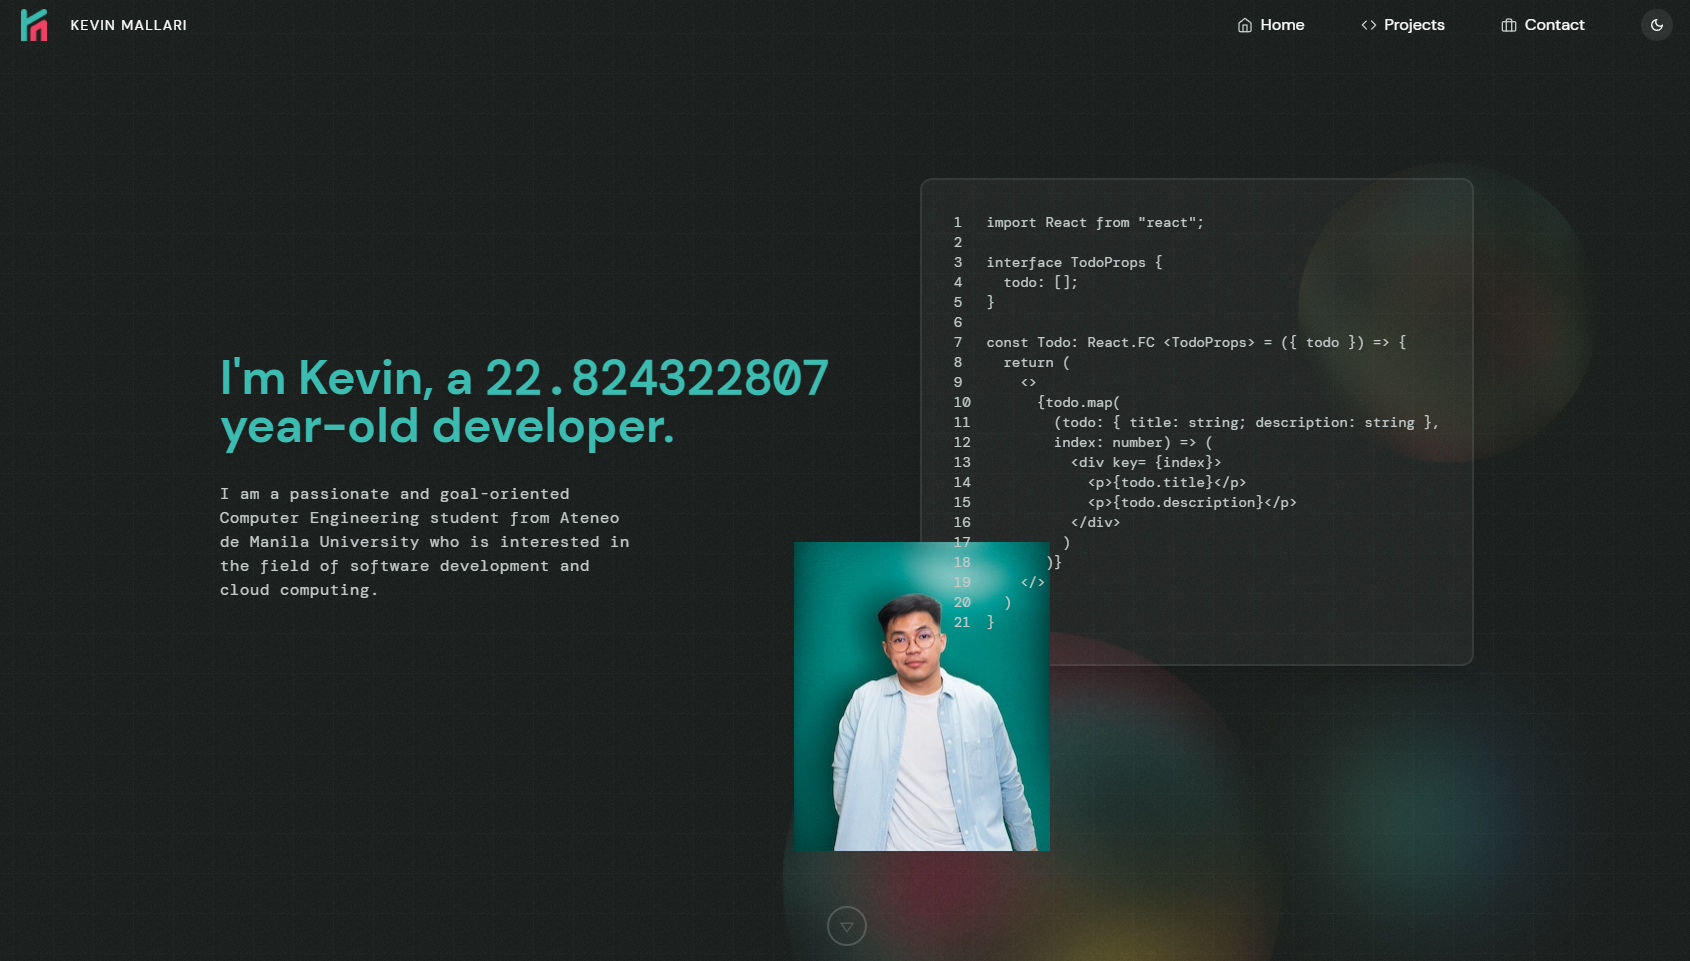 KEVIN MALLARI
Home
Projects
Contact
I'm Kevin, a 22.824322807
year-old developer.
I am a passionate and goal-oriented
Computer Engineering student from Ateneo
de Manila University who is interested in
the field of software development and
cloud computing.
1 import React from "react";
2
3 interface TodoProps {
4   todo: [];
5 }
6
7 const Todo: React.FC <TodoProps> = ({ todo }) => {
8   return (
9     <>
10       {todo.map(
11         (todo: { title: string; description: string },
12         index: number) => (
13           <div key= {index}>
14             <p>{todo.title}</p>
15             <p>{todo.description}</p>
16           </div>
17          )
18        )}
19     </>
20   )
21 }